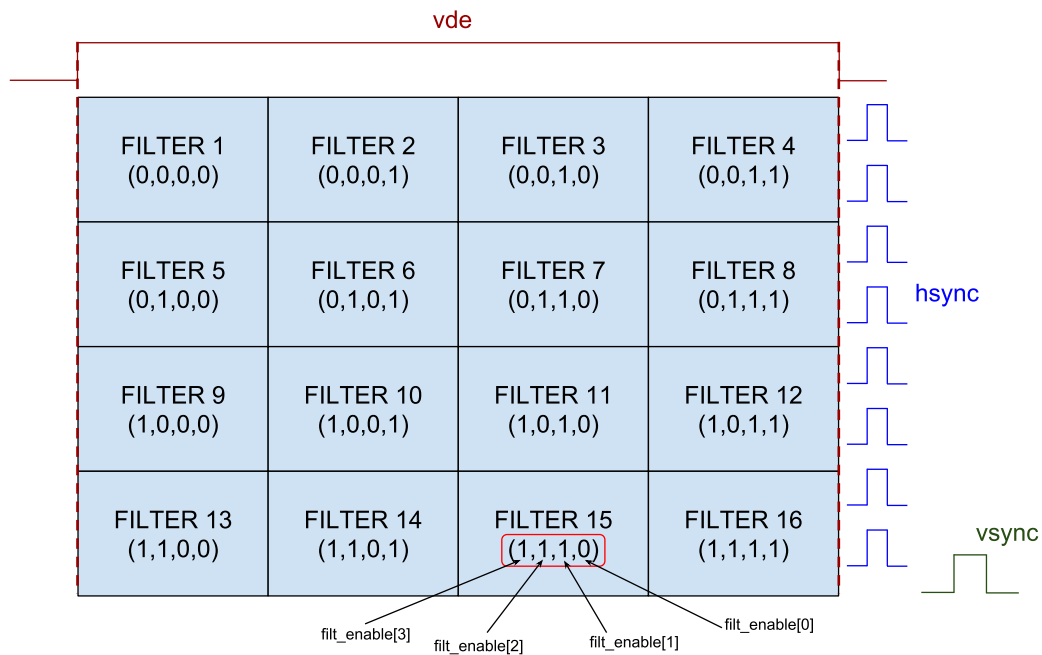 vde
FILTER 1
(0,0,0,0)
FILTER 2
(0,0,0,1)
FILTER 3
(0,0,1,0)
FILTER 4
(0,0,1,1)
FILTER 5
(0,1,0,0)
FILTER 6
(0,1,0,1)
FILTER 7
(0,1,1,0)
FILTER 8
(0,1,1,1)
hsync
FILTER 9
(1,0,0,0)
FILTER 10
(1,0,0,1)
FILTER 11
(1,0,1,0)
FILTER 12
(1,0,1,1)
FILTER 13
(1,1,0,0)
FILTER 14
(1,1,0,1)
FILTER 15
(1,1,1,0)
FILTER 16
(1,1,1,1)
vsync
filt_enable[3]
filt_enable[2]
filt_enable[1]
filt_enable[0]